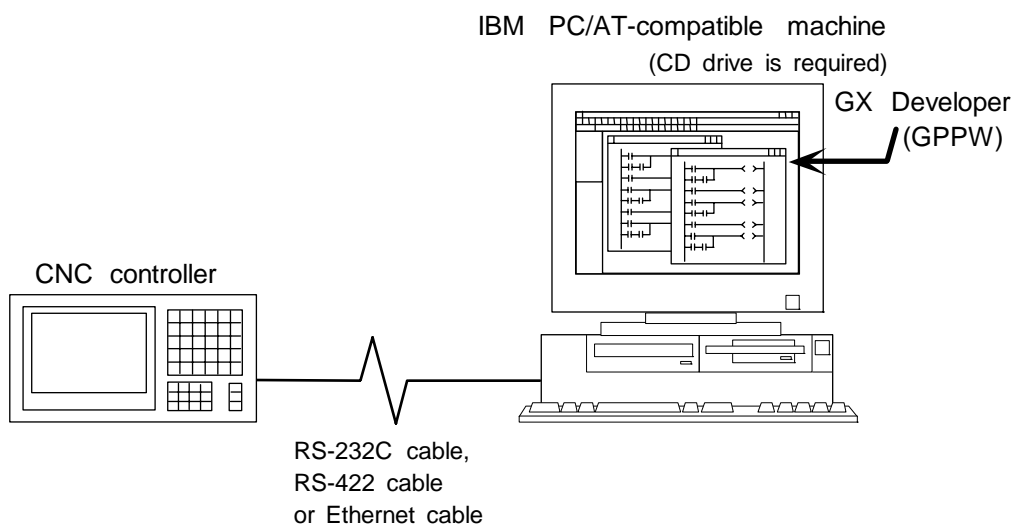 IBM PC/AT-compatible machine
(CD drive is required)
GX Developer
(GPPW)
CNC controller
RS-232C cable,
RS-422 cable
or Ethernet cable